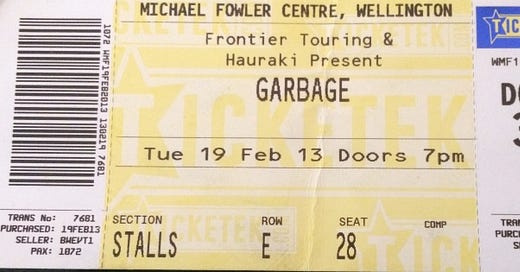 MICHAEL FOWLER CENTRE, WELLINGTON
Frontier Touring &
Hauraki Present
GARBAGE
Tue 19 Feb 13 Doors 7pm
SECTION ROW SEAT COMP
STALLS E 28
1072 WMF19FEB2013 130219 7681
TRANS No: 7681
PURCHASED: 19FEB13
SELLER: BWEVT1
PAX: 1072
TICKETEK
TICKETEK
WMF1